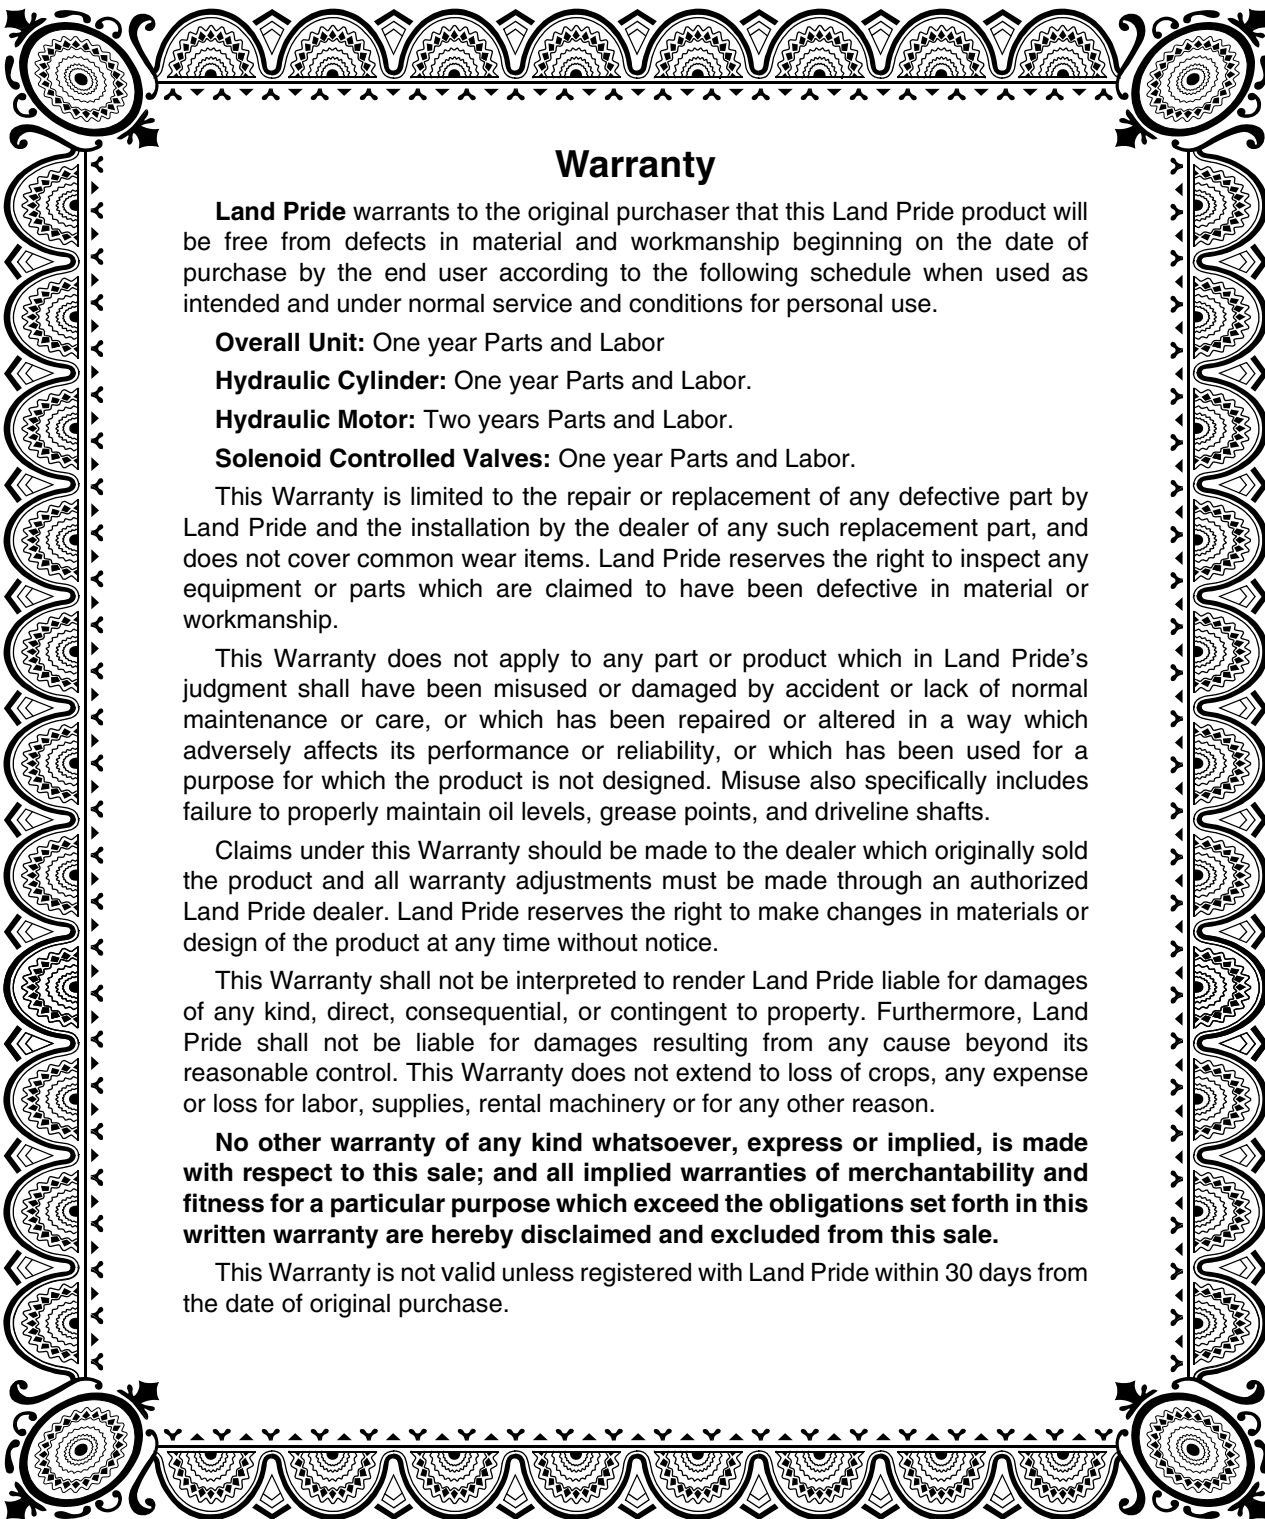 Warranty
Land Pride warrants to the original purchaser that this Land Pride product will
be free from defects in material and workmanship beginning on the date of
purchase by the end user according to the following schedule when used as
intended and under normal service and conditions for personal use.
Overall Unit: One year Parts and Labor
Hydraulic Cylinder: One year Parts and Labor.
Hydraulic Motor: Two years Parts and Labor.
Solenoid Controlled Valves: One year Parts and Labor.
This Warranty is limited to the repair or replacement of any defective part by
Land Pride and the installation by the dealer of any such replacement part, and
does not cover common wear items. Land Pride reserves the right to inspect any
equipment or parts which are claimed to have been defective in material or
workmanship.
This Warranty does not apply to any part or product which in Land Pride’s
judgment shall have been misused or damaged by accident or lack of normal
maintenance or care, or which has been repaired or altered in a way which
adversely affects its performance or reliability, or which has been used for a
purpose for which the product is not designed. Misuse also specifically includes
failure to properly maintain oil levels, grease points, and driveline shafts.
Claims under this Warranty should be made to the dealer which originally sold
the product and all warranty adjustments must be made through an authorized
Land Pride dealer. Land Pride reserves the right to make changes in materials or
design of the product at any time without notice.
This Warranty shall not be interpreted to render Land Pride liable for damages
of any kind, direct, consequential, or contingent to property. Furthermore, Land
Pride shall not be liable for damages resulting from any cause beyond its
reasonable control. This Warranty does not extend to loss of crops, any expense
or loss for labor, supplies, rental machinery or for any other reason.
No other warranty of any kind whatsoever, express or implied, is made
with respect to this sale; and all implied warranties of merchantability and
fitness for a particular purpose which exceed the obligations set forth in this
written warranty are hereby disclaimed and excluded from this sale.
This Warranty is not valid unless registered with Land Pride within 30 days from
the date of original purchase.